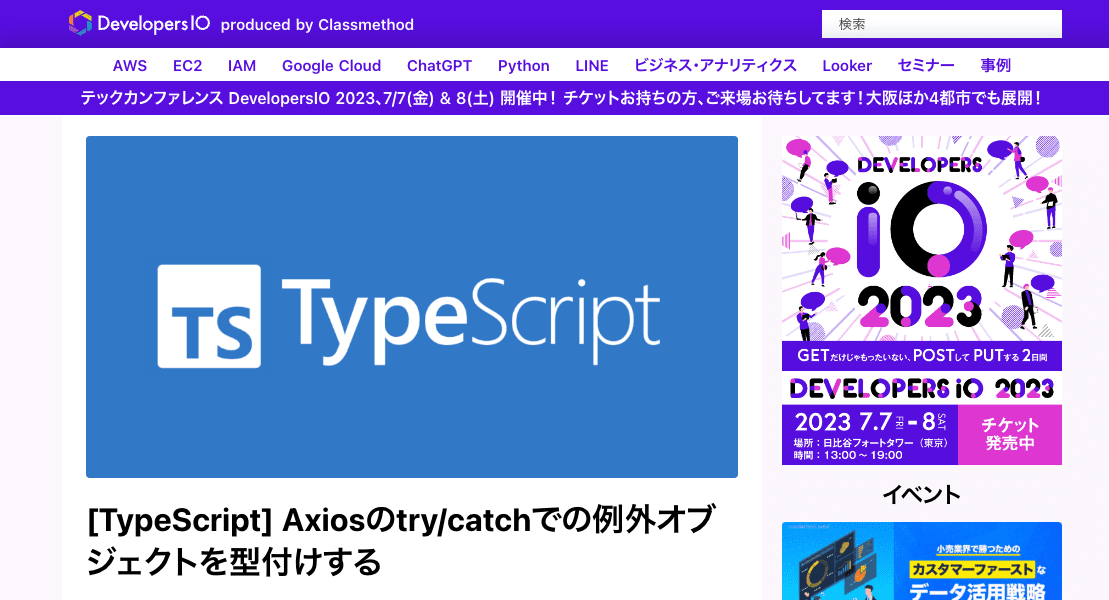 DevelopersIO produced by Classmethod
検索
AWS EC2 IAM Google Cloud ChatGPT Python LINE ビジネス・アナリティクス Looker セミナー 事例
テックカンファレンス DevelopersIO 2023、7/7(金) & 8(土) 開催中！ チケットお持ちの方、ご来場お待ちしてます！大阪ほか4都市でも展開！
TS TypeScript
[TypeScript] Axiosのtry/catchでの例外オブ
ジェクトを型付けする
DEVELOPERS
iO
2023
GETだけじゃもったいない、POSTして PUTする 2日間
DEVELOPERS iO 2023
2023 7.7 FRI - 8 SAT
場所：日比谷フォートタワー（東京）
時間：13:00 ～ 19:00
チケット
発売中
イベント
小売業界で勝つための
カスタマーファーストな
データ活用戦略